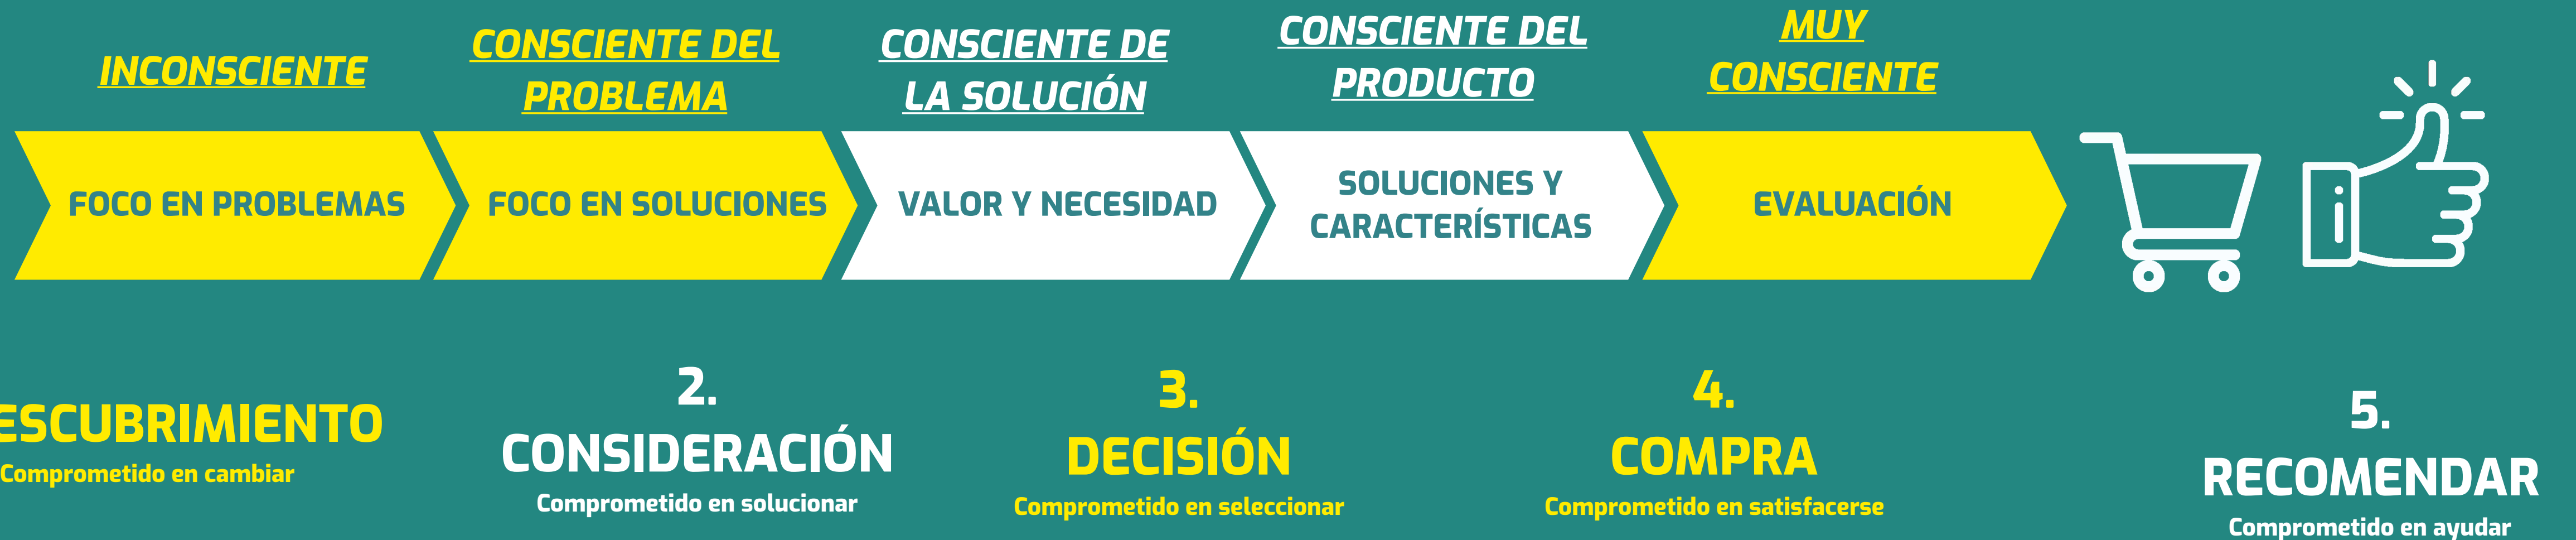 INCONSCIENTE
CONSCIENTE DEL
PROBLEMA
CONSCIENTE DE
LA SOLUCIÓN
CONSCIENTE DEL
PRODUCTO
MUY
CONSCIENTE
FOCO EN PROBLEMAS
FOCO EN SOLUCIONES
VALOR Y NECESIDAD
SOLUCIONES Y
CARACTERÍSTICAS
EVALUACIÓN
ESCUBRIMIENTO
Comprometido en cambiar
2.
CONSIDERACIÓN
Comprometido en solucionar
3.
DECISIÓN
Comprometido en seleccionar
4.
COMPRA
Comprometido en satisfacerse
5.
RECOMENDAR
Comprometido en ayudar